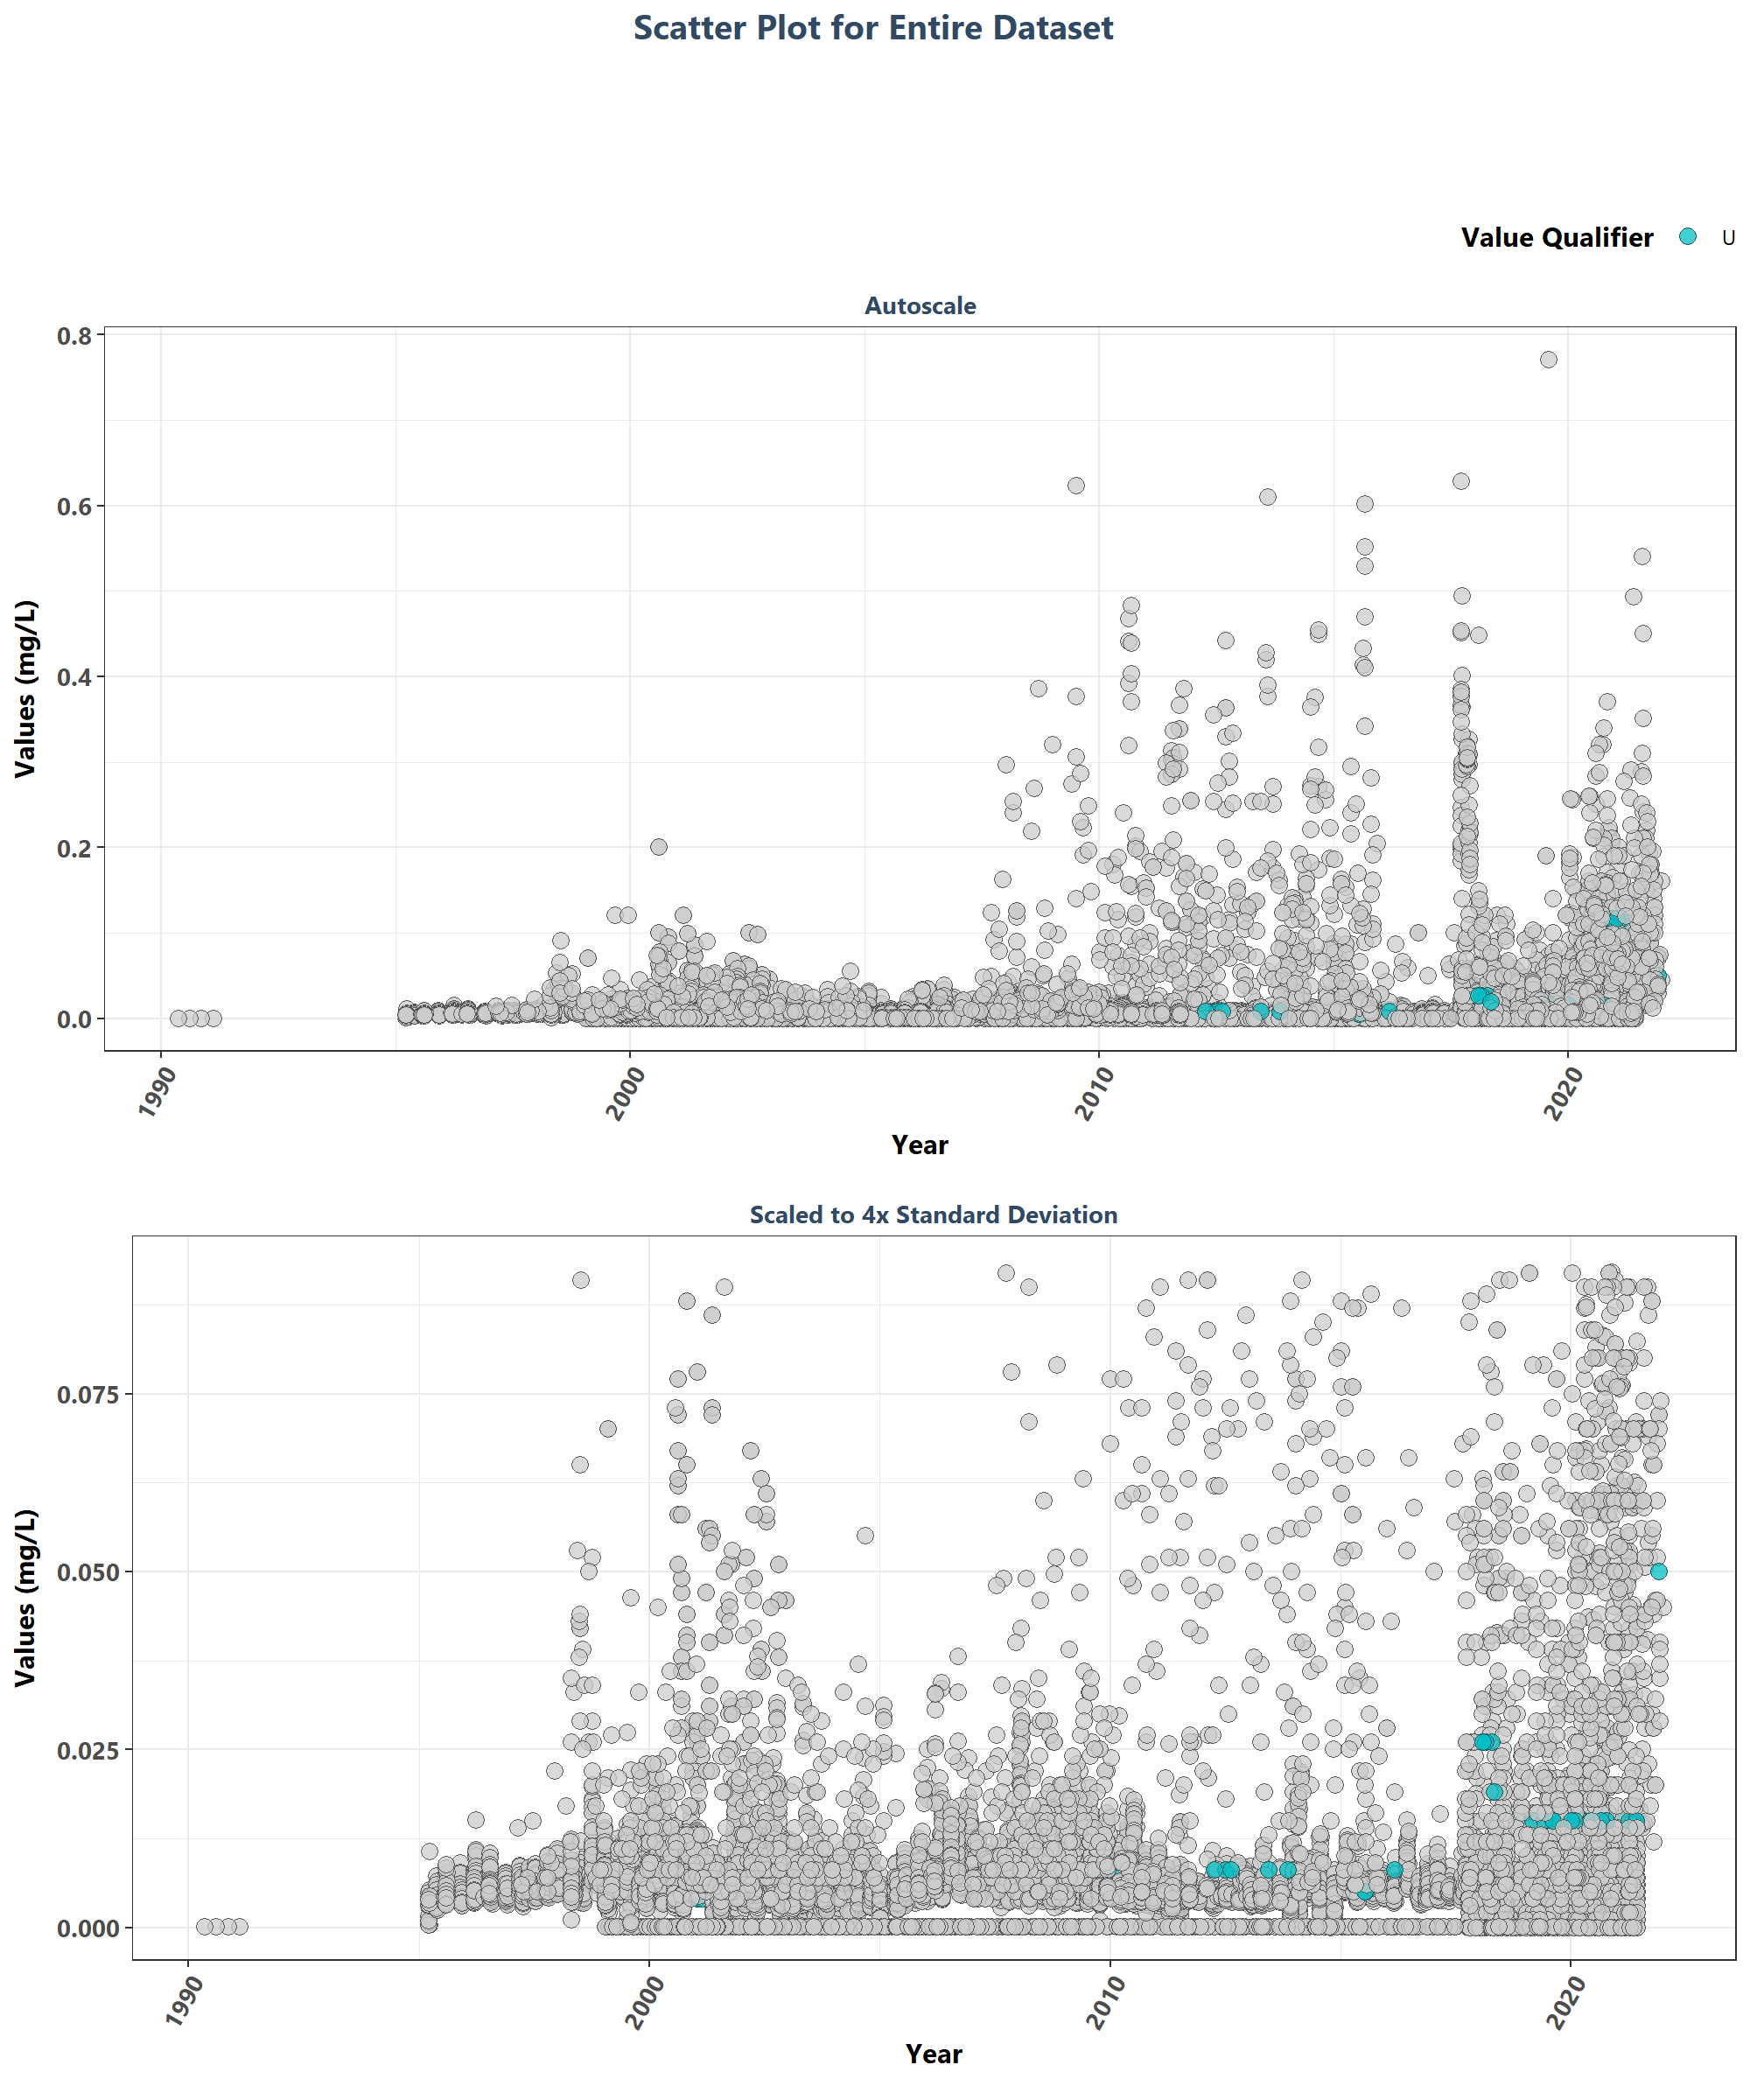 Scatter Plot for Entire Dataset
Value Qualifier U
Autoscale
0.8
0.6
0.4
0.2
0.0
Values (mg/L)
1990 2000 2010 2020
Year
Scaled to 4x Standard Deviation
0.075
0.050
0.025
0.000
Values (mg/L)
1990 2000 2010 2020
Year